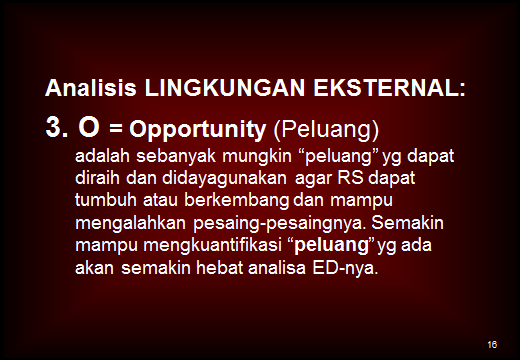 Analisis LINGKUNGAN EKSTERNAL:
3. O = Opportunity (Peluang)
adalah sebanyak mungkin “peluang” yg dapat
diraih dan didayagunakan agar RS dapat
tumbuh atau berkembang dan mampu
mengalahkan pesaing-pesaingnya. Semakin
mampu mengkuantifikasi “peluang” yg ada
akan semakin hebat analisa ED-nya.
16